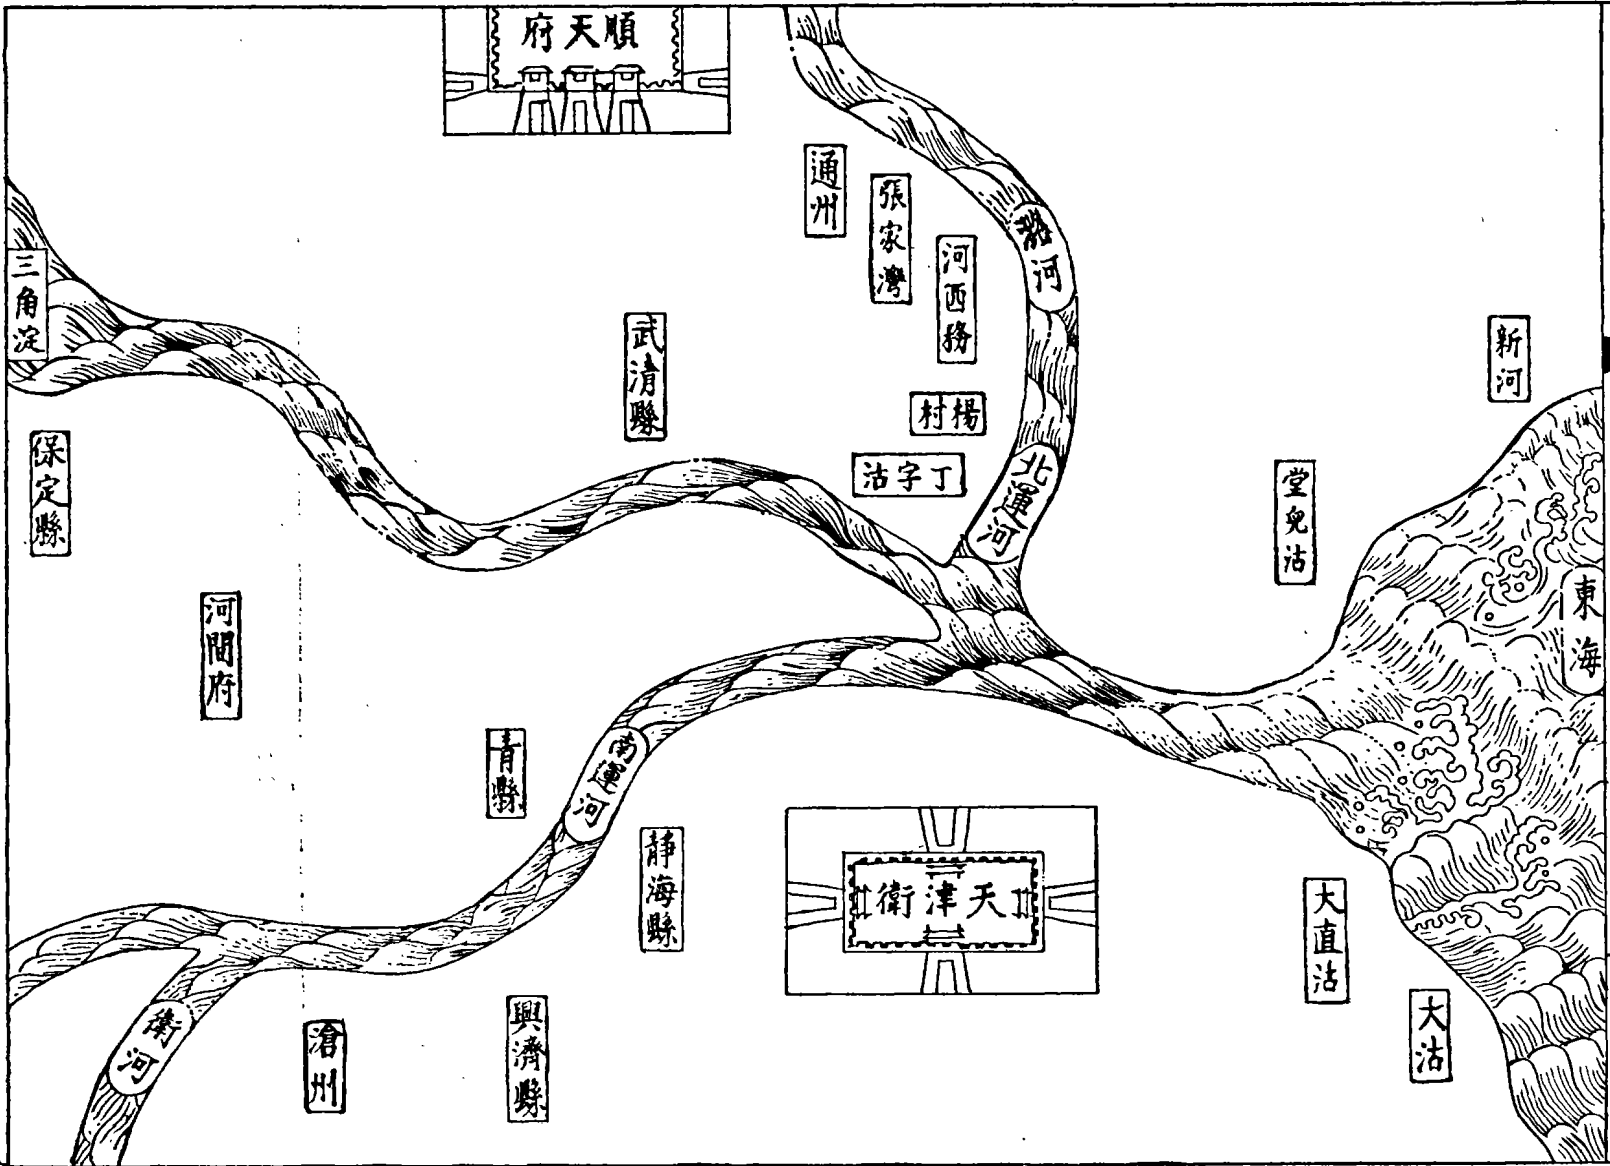 順天府
通州
張家灣
河西務
楊村
丁字沽
潞河
北運河
新河
堂兒沽
東海
武清縣
三角淀
保定縣
河間府
青縣
南運河
靜海縣
天津衛
大直沽
大沽
衛河
滄州
興濟縣